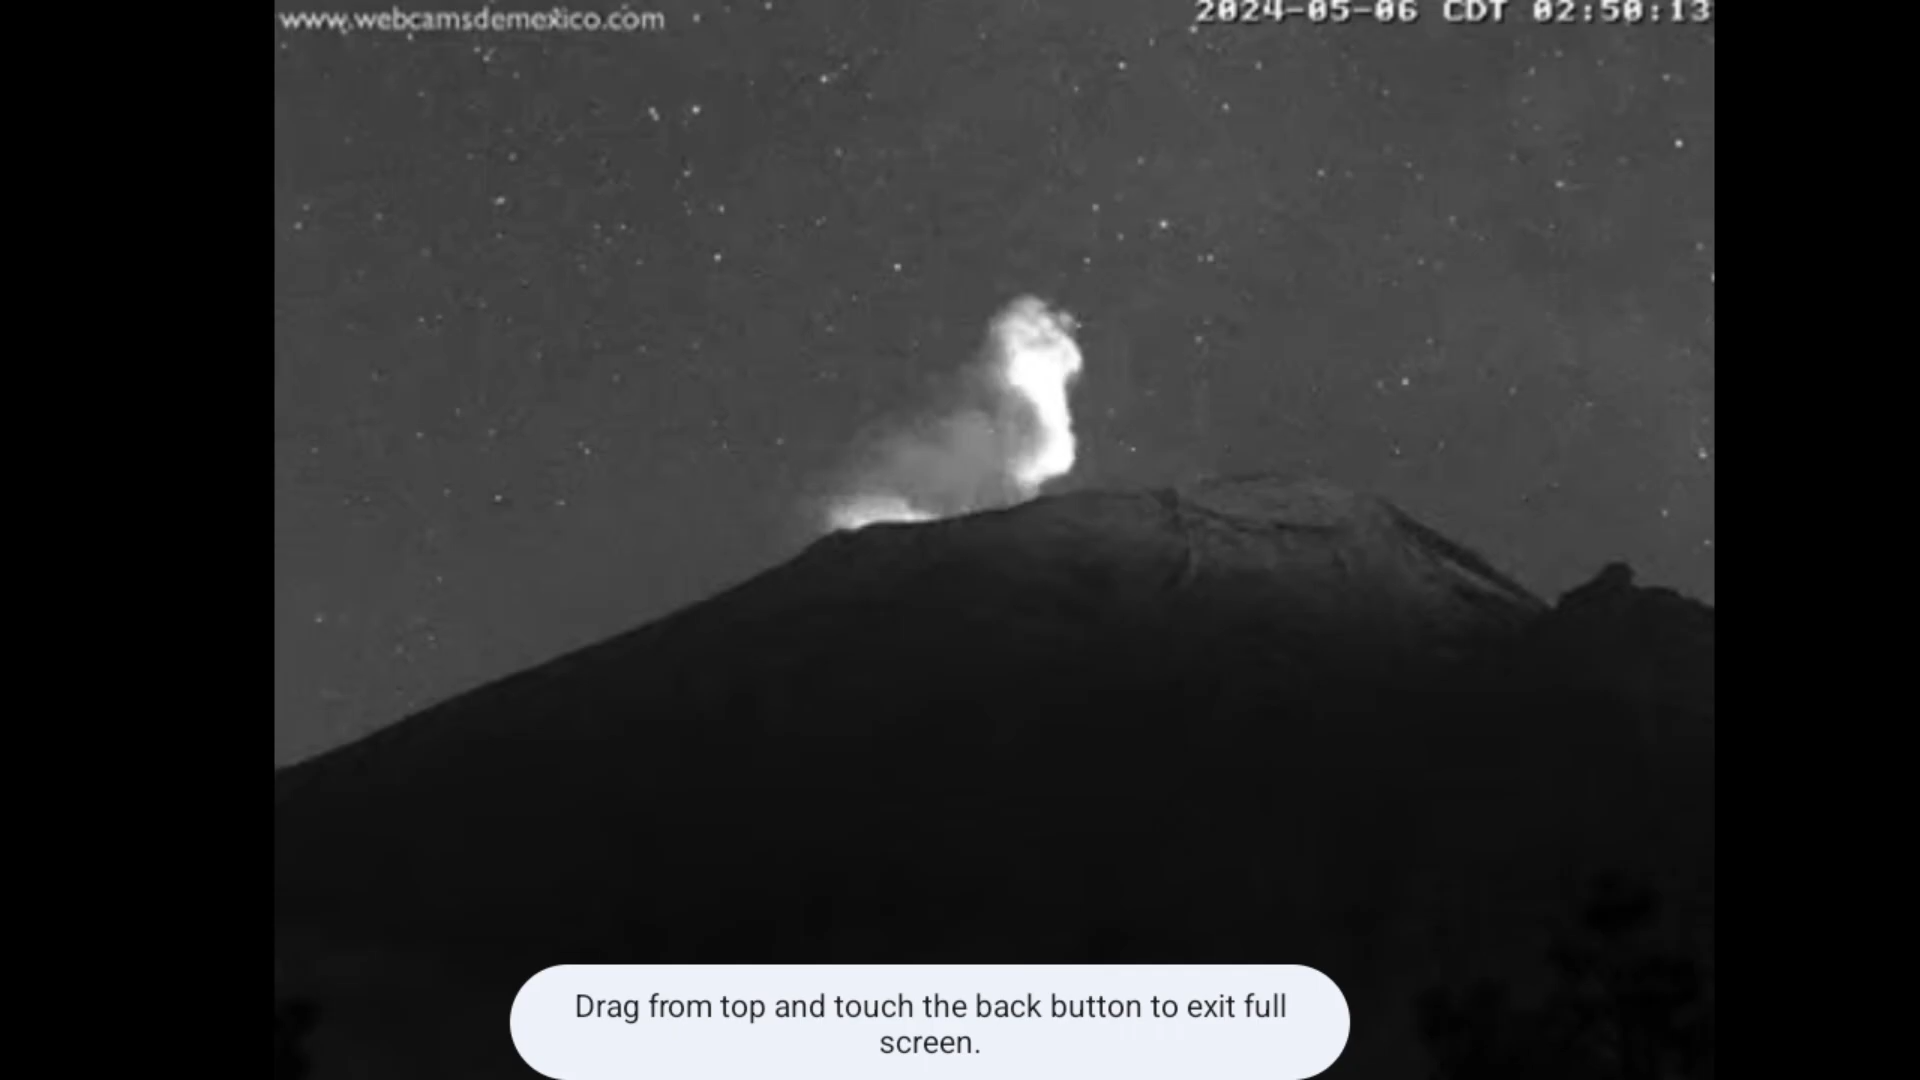 www.webcamsdemexico.com
2024-05-06 CDT 02:50:13
Drag from top and touch the back button to exit full
screen.